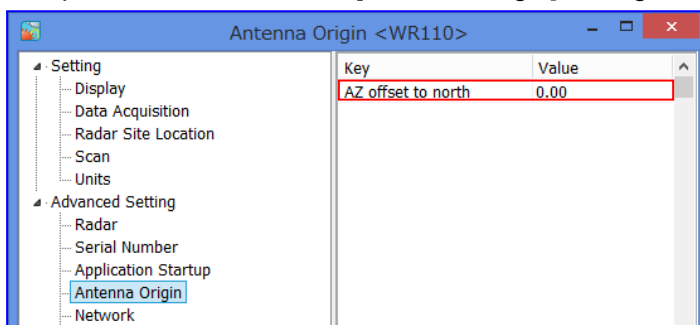 Antenna Origin <WR110>
Setting
Display
Data Acquisition
Radar Site Location
Scan
Units
Advanced Setting
Radar
Serial Number
Application Startup
Antenna Origin
Network
Key Value
AZ offset to north 0.00